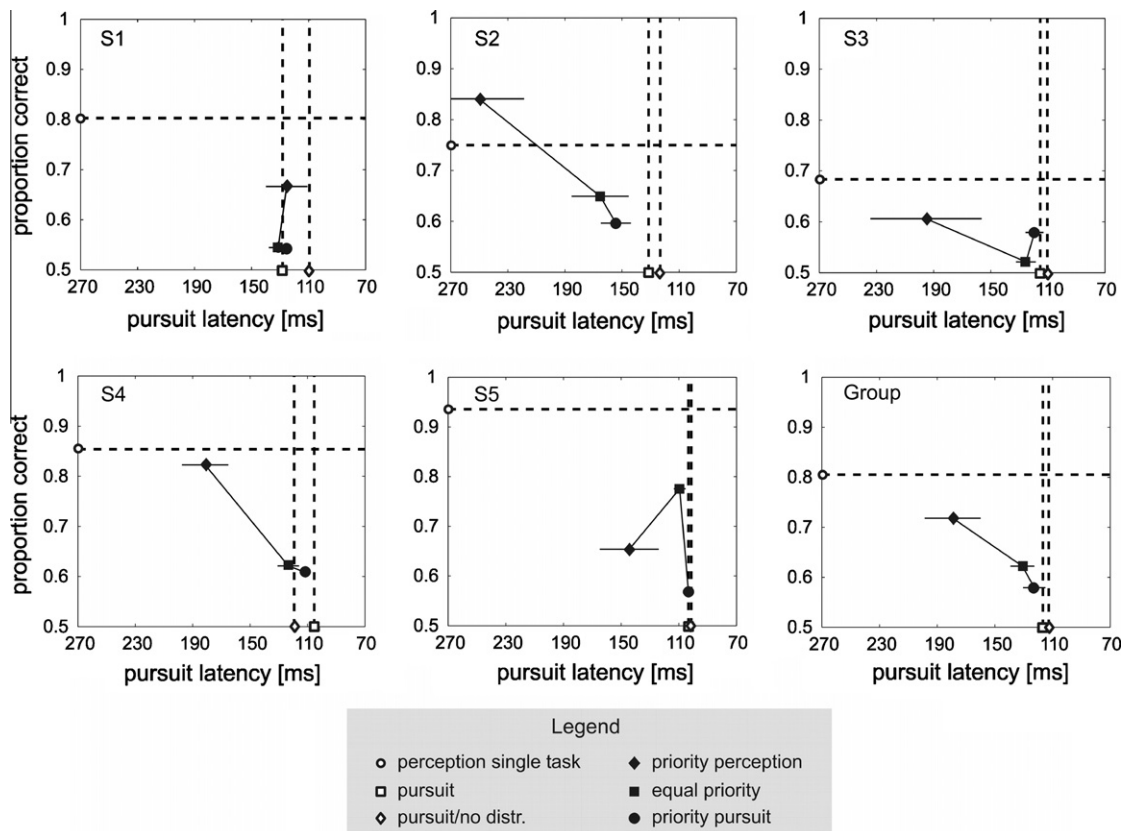 S1
S2
S3
proportion correct
1
0.9
0.8
0.7
0.6
0.5
270 230 190 150 110 70
pursuit latency [ms]
1
0.9
0.8
0.7
0.6
0.5
270 230 190 150 110 70
pursuit latency [ms]
1
0.9
0.8
0.7
0.6
0.5
270 230 190 150 110 70
pursuit latency [ms]
S4
S5
Group
proportion correct
1
0.9
0.8
0.7
0.6
0.5
270 230 190 150 110 70
pursuit latency [ms]
1
0.9
0.8
0.7
0.6
0.5
270 230 190 150 110 70
pursuit latency [ms]
1
0.9
0.8
0.7
0.6
0.5
270 230 190 150 110 70
pursuit latency [ms]
Legend
perception single task
priority perception
pursuit
equal priority
pursuit/no distr.
priority pursuit